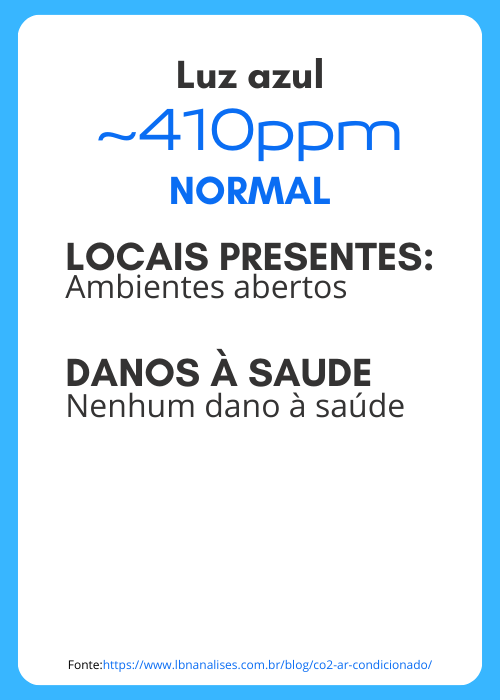 Luz azul
~410ppm
NORMAL
LOCAIS PRESENTES:
Ambientes abertos
DANOS À SAUDE
Nenhum dano à saúde
Fonte:https://www.lbnanalises.com.br/blog/co2-ar-condicionado/